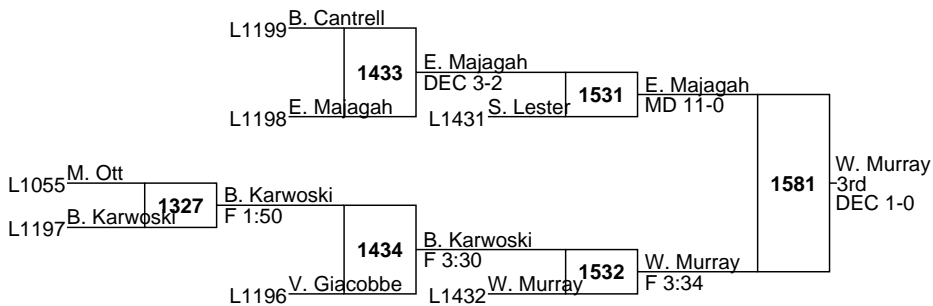 L1199 B. Cantrell
1433
E. Majagah
DEC 3-2
L1198 E. Majagah
L1431 S. Lester
1531
E. Majagah
MD 11-0
L1055 M. Ott
1327
L1197 B. Karwoski
B. Karwoski
F 1:50
1434
L1196 V. Giacobbe
B. Karwoski
F 3:30
L1432 W. Murray
1532
W. Murray
F 3:34
1581
W. Murray
3rd
DEC 1-0